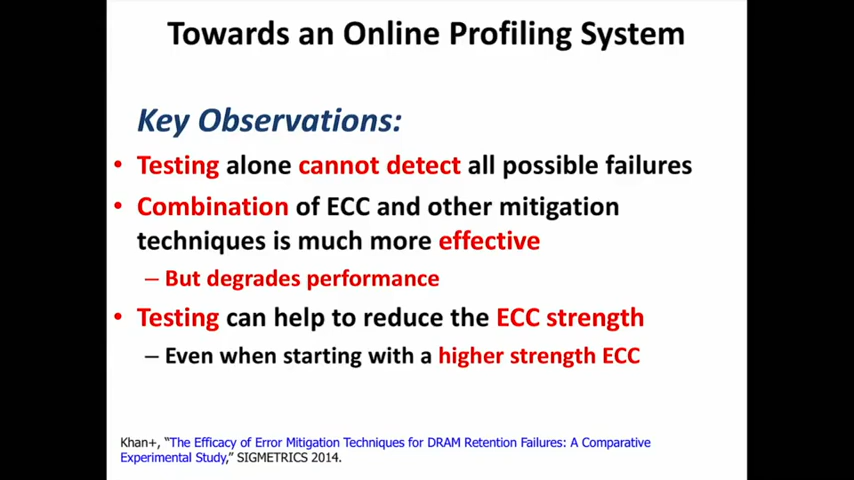 Towards an Online Profiling System
Key Observations:
• Testing alone cannot detect all possible failures
• Combination of ECC and other mitigation
techniques is much more effective
– But degrades performance
• Testing can help to reduce the ECC strength
– Even when starting with a higher strength ECC
Khan+, “The Efficacy of Error Mitigation Techniques for DRAM Retention Failures: A Comparative
Experimental Study,” SIGMETRICS 2014.